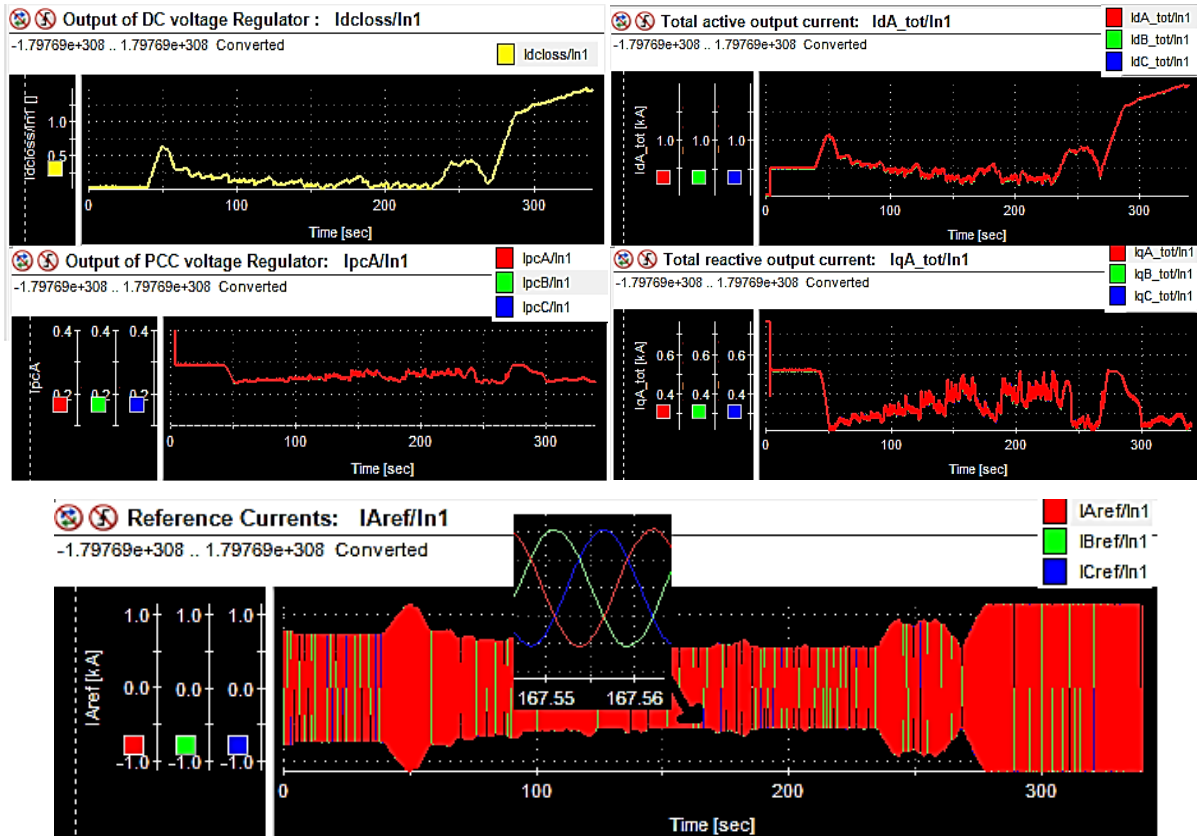 Output of DC voltage Regulator : Idcloss/In1
-1.79769e+308 .. 1.79769e+308 Converted
Idcloss/In1
Idcloss/In1 []
1.0
0.5
0 100 200 300
Time [sec]
Total active output current: IdA_tot/In1
-1.79769e+308 .. 1.79769e+308 Converted
IdA_tot/In1
IdB_tot/In1
IdC_tot/In1
IdA_tot [kA]
1.0 1.0 1.0
0 100 200 300
Time [sec]
Output of PCC voltage Regulator: IpcA/In1
-1.79769e+308 .. 1.79769e+308 Converted
IpcA/In1
IpcB/In1
IpcC/In1
IpcA
0.4 0.4 0.4
0 100 200 300
Time [sec]
Total reactive output current: IqA_tot/In1
-1.79769e+308 .. 1.79769e+308 Converted
IqA_tot/In1
IqB_tot/In1
IqC_tot/In1
IqA_tot [kA]
0.6 0.6 0.6
0.4 0.4 0.4
0 100 200 300
Time [sec]
Reference Currents: IAref/In1
-1.79769e+308 .. 1.79769e+308 Converted
IAref/In1
IBref/In1
ICref/In1
IAref [kA]
1.0 1.0 1.0
0.0 0.0 0.0
-1.0 -1.0 -1.0
167.55 167.56
0 100 200 300
Time [sec]